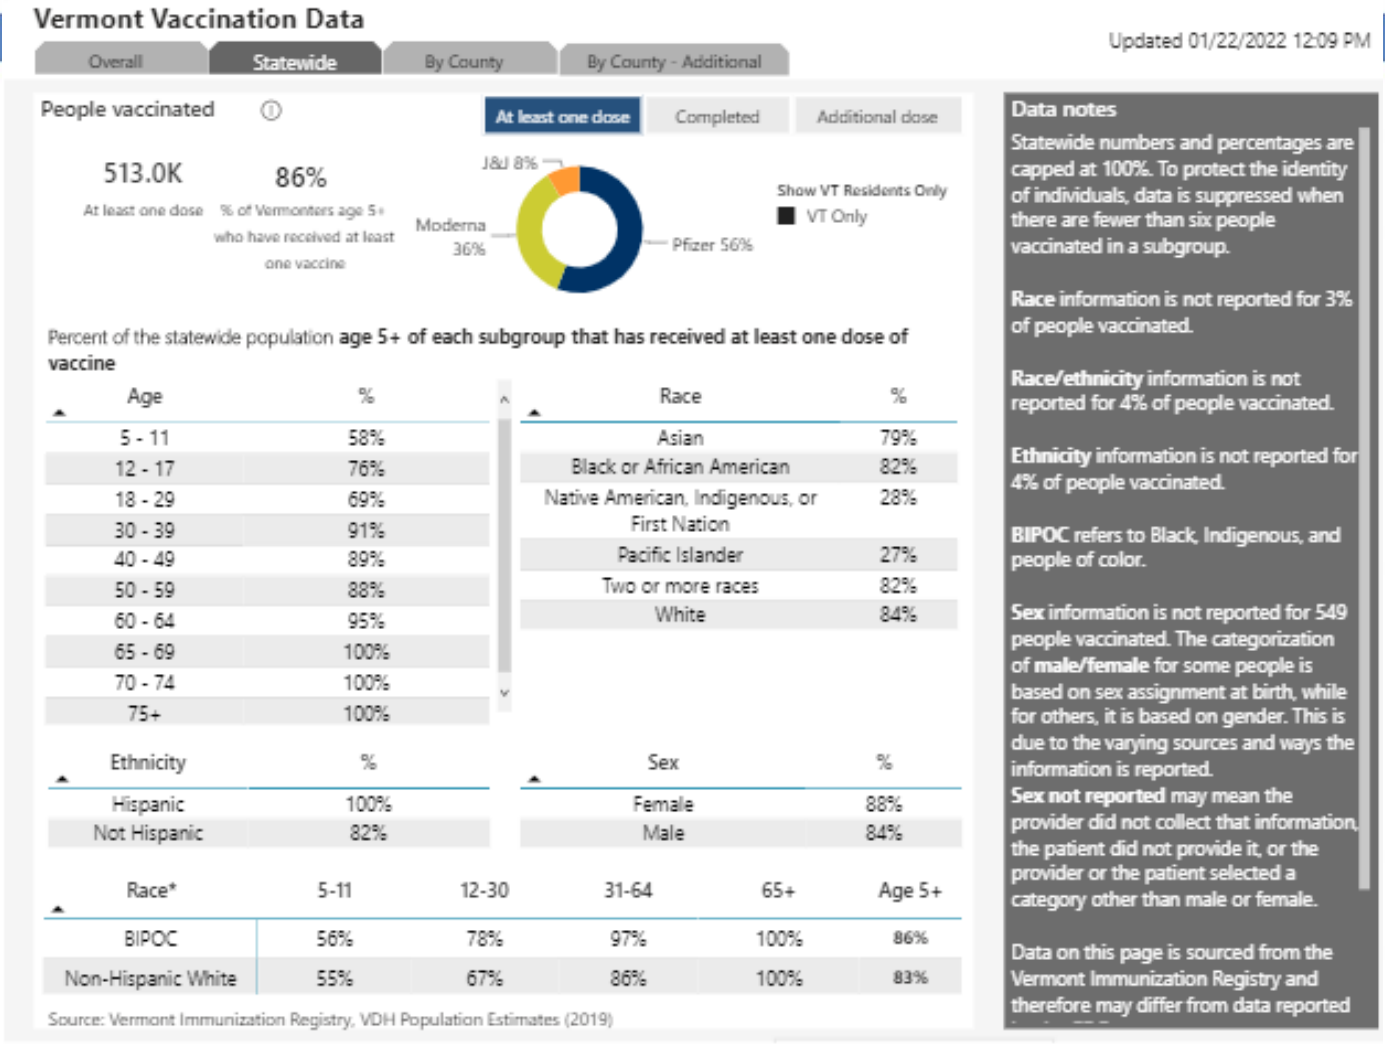 Vermont Vaccination Data
Updated 01/22/2022 12:09 PM
Overall
Statewide
By County
By County - Additional
People vaccinated
At least one dose
Completed
Additional dose
513.0K
At least one dose
86%
% of Vermonters age 5+
who have received at least
one vaccine
J&J 8%
Moderna
36%
Pfizer 56%
Show VT Residents Only
VT Only
Percent of the statewide population age 5+ of each subgroup that has received at least one dose of
vaccine
Age %
5 - 11 58%
12 - 17 76%
18 - 29 69%
30 - 39 91%
40 - 49 89%
50 - 59 88%
60 - 64 95%
65 - 69 100%
70 - 74 100%
75+ 100%
Race %
Asian 79%
Black or African American 82%
Native American, Indigenous, or 28%
First Nation
Pacific Islander 27%
Two or more races 82%
White 84%
Ethnicity %
Hispanic 100%
Not Hispanic 82%
Sex %
Female 88%
Male 84%
Race* 5-11 12-30 31-64 65+ Age 5+
BIPOC 56% 78% 97% 100% 86%
Non-Hispanic White 55% 67% 86% 100% 83%
Source: Vermont Immunization Registry, VDH Population Estimates (2019)
Data notes
Statewide numbers and percentages are
capped at 100%. To protect the identity
of individuals, data is suppressed when
there are fewer than six people
vaccinated in a subgroup.
Race information is not reported for 3%
of people vaccinated.
Race/ethnicity information is not
reported for 4% of people vaccinated.
Ethnicity information is not reported for
4% of people vaccinated.
BIPOC refers to Black, Indigenous, and
people of color.
Sex information is not reported for 549
people vaccinated. The categorization
of male/female for some people is
based on sex assignment at birth, while
for others, it is based on gender. This is
due to the varying sources and ways the
information is reported.
Sex not reported may mean the
provider did not collect that information,
the patient did not provide it, or the
provider or the patient selected a
category other than male or female.
Data on this page is sourced from the
Vermont Immunization Registry and
therefore may differ from data reported